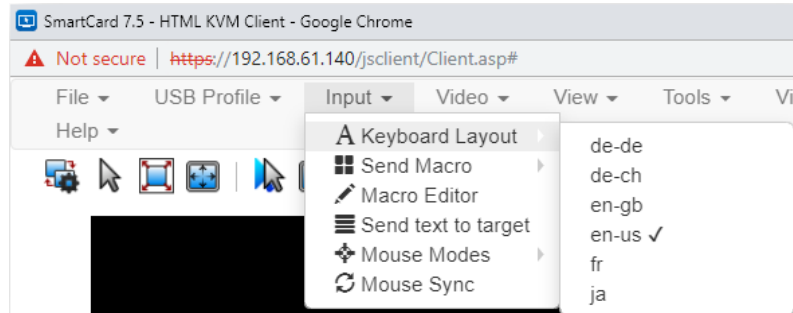 SmartCard 7.5 - HTML KVM Client - Google Chrome
Not secure | https://192.168.61.140/jsclient/Client.asp#
File USB Profile Input Video View Tools Vi
Help
A Keyboard Layout
Send Macro
Macro Editor
Send text to target
Mouse Modes
Mouse Sync
de-de
de-ch
en-gb
en-us ✓
fr
ja